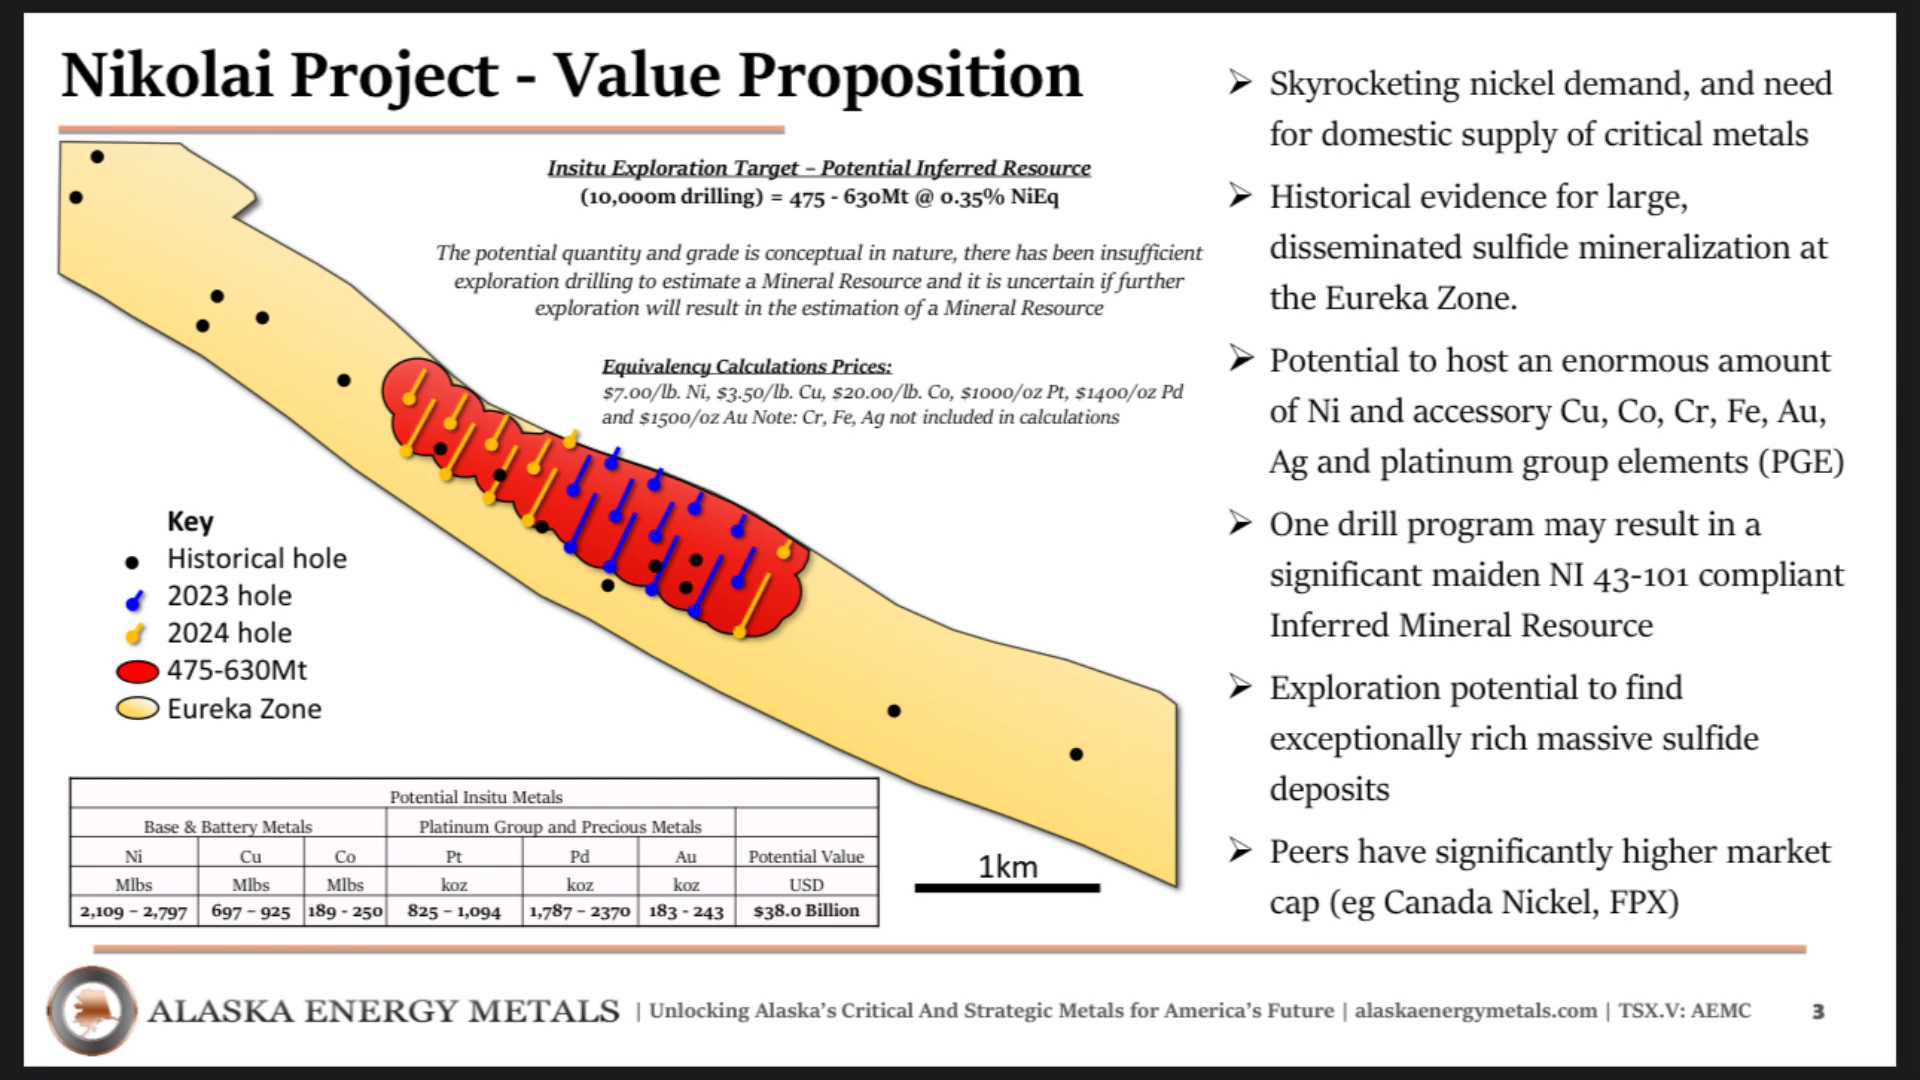 Nikolai Project - Value Proposition
Insitu Exploration Target – Potential Inferred Resource
(10,000m drilling) = 475 - 630Mt @ 0.35% NiEq
The potential quantity and grade is conceptual in nature, there has been insufficient
exploration drilling to estimate a Mineral Resource and it is uncertain if further
exploration will result in the estimation of a Mineral Resource
Equivalency Calculations Prices:
$7.00/lb. Ni, $3.50/lb. Cu, $20.00/lb. Co, $1000/oz Pt, $1400/oz Pd
and $1500/oz Au Note: Cr, Fe, Ag not included in calculations
Key
Historical hole
2023 hole
2024 hole
475-630Mt
Eureka Zone
1km
Potential Insitu Metals
Base & Battery Metals Platinum Group and Precious Metals
Ni Cu Co Pt Pd Au Potential Value
Mlbs Mlbs Mlbs koz koz koz USD
2,109 – 2,797 697 – 925 189 - 250 825 – 1,094 1,787 – 2370 183 - 243 $38.0 Billion
➢ Skyrocketing nickel demand, and need
for domestic supply of critical metals
➢ Historical evidence for large,
disseminated sulfide mineralization at
the Eureka Zone.
➢ Potential to host an enormous amount
of Ni and accessory Cu, Co, Cr, Fe, Au,
Ag and platinum group elements (PGE)
➢ One drill program may result in a
significant maiden NI 43-101 compliant
Inferred Mineral Resource
➢ Exploration potential to find
exceptionally rich massive sulfide
deposits
➢ Peers have significantly higher market
cap (eg Canada Nickel, FPX)
ALASKA ENERGY METALS | Unlocking Alaska's Critical And Strategic Metals for America's Future | alaskaenergymetals.com | TSX.V: AEMC 3